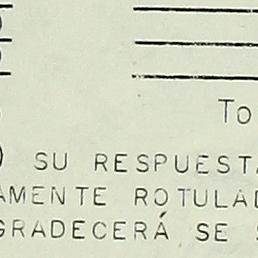 To
SU RESPUESTA
AMENTE ROTULAD
GRADECERÁ SE S